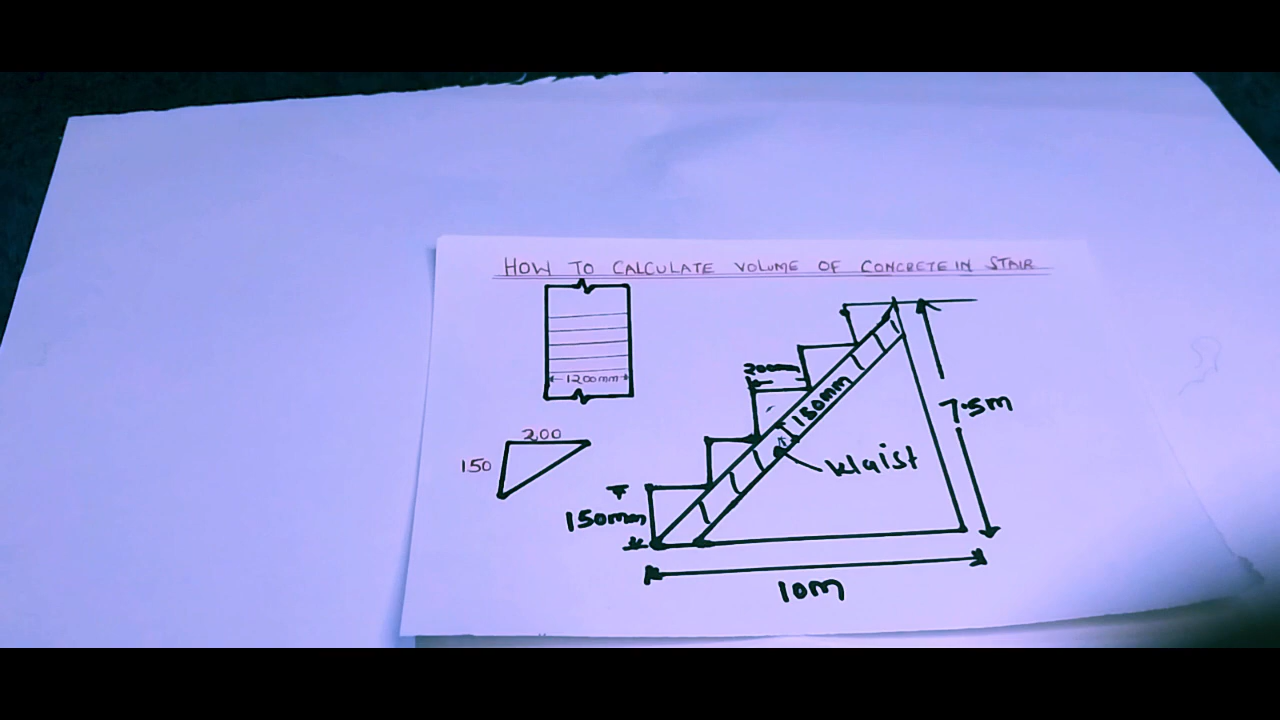 HOW TO CALCULATE VOLUME OF CONCRETE IN STAIR
1200mm
200
150
200mm
150mm
150mm
Waist
7.5m
10m